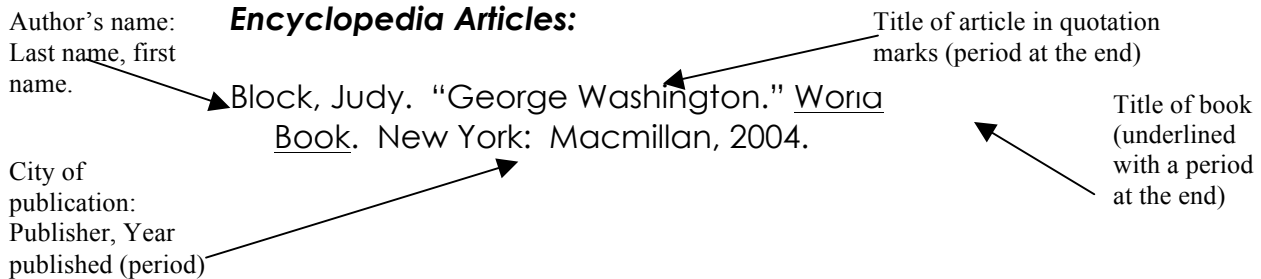 Author’s name:
Last name, first
name.
Encyclopedia Articles:
Title of article in quotation
marks (period at the end)
Block, Judy. “George Washington.” World
Book. New York: Macmillan, 2004.
Title of book
(underlined
with a period
at the end)
City of
publication:
Publisher, Year
published (period)